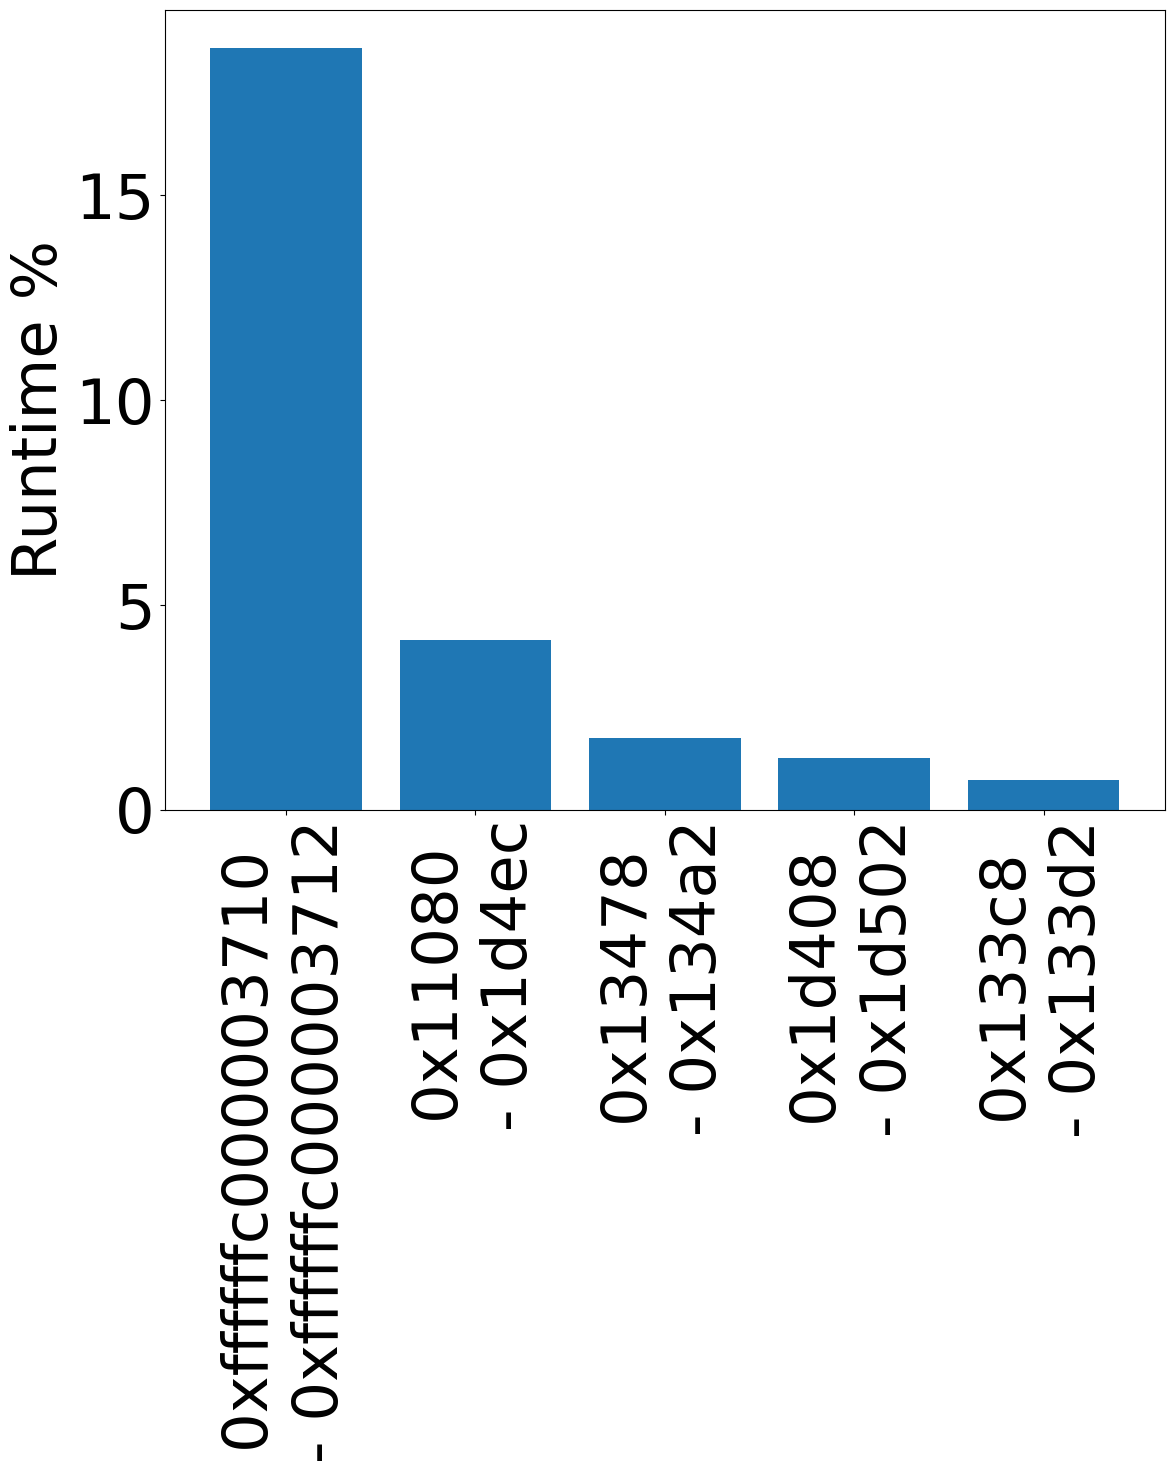 15
10
5
0
Runtime %
0xffffffc000003710
- 0xffffffc000003712
0x11080
- 0x1d4ec
0x13478
- 0x134a2
0x1d408
- 0x1d502
0x133c8
- 0x133d2